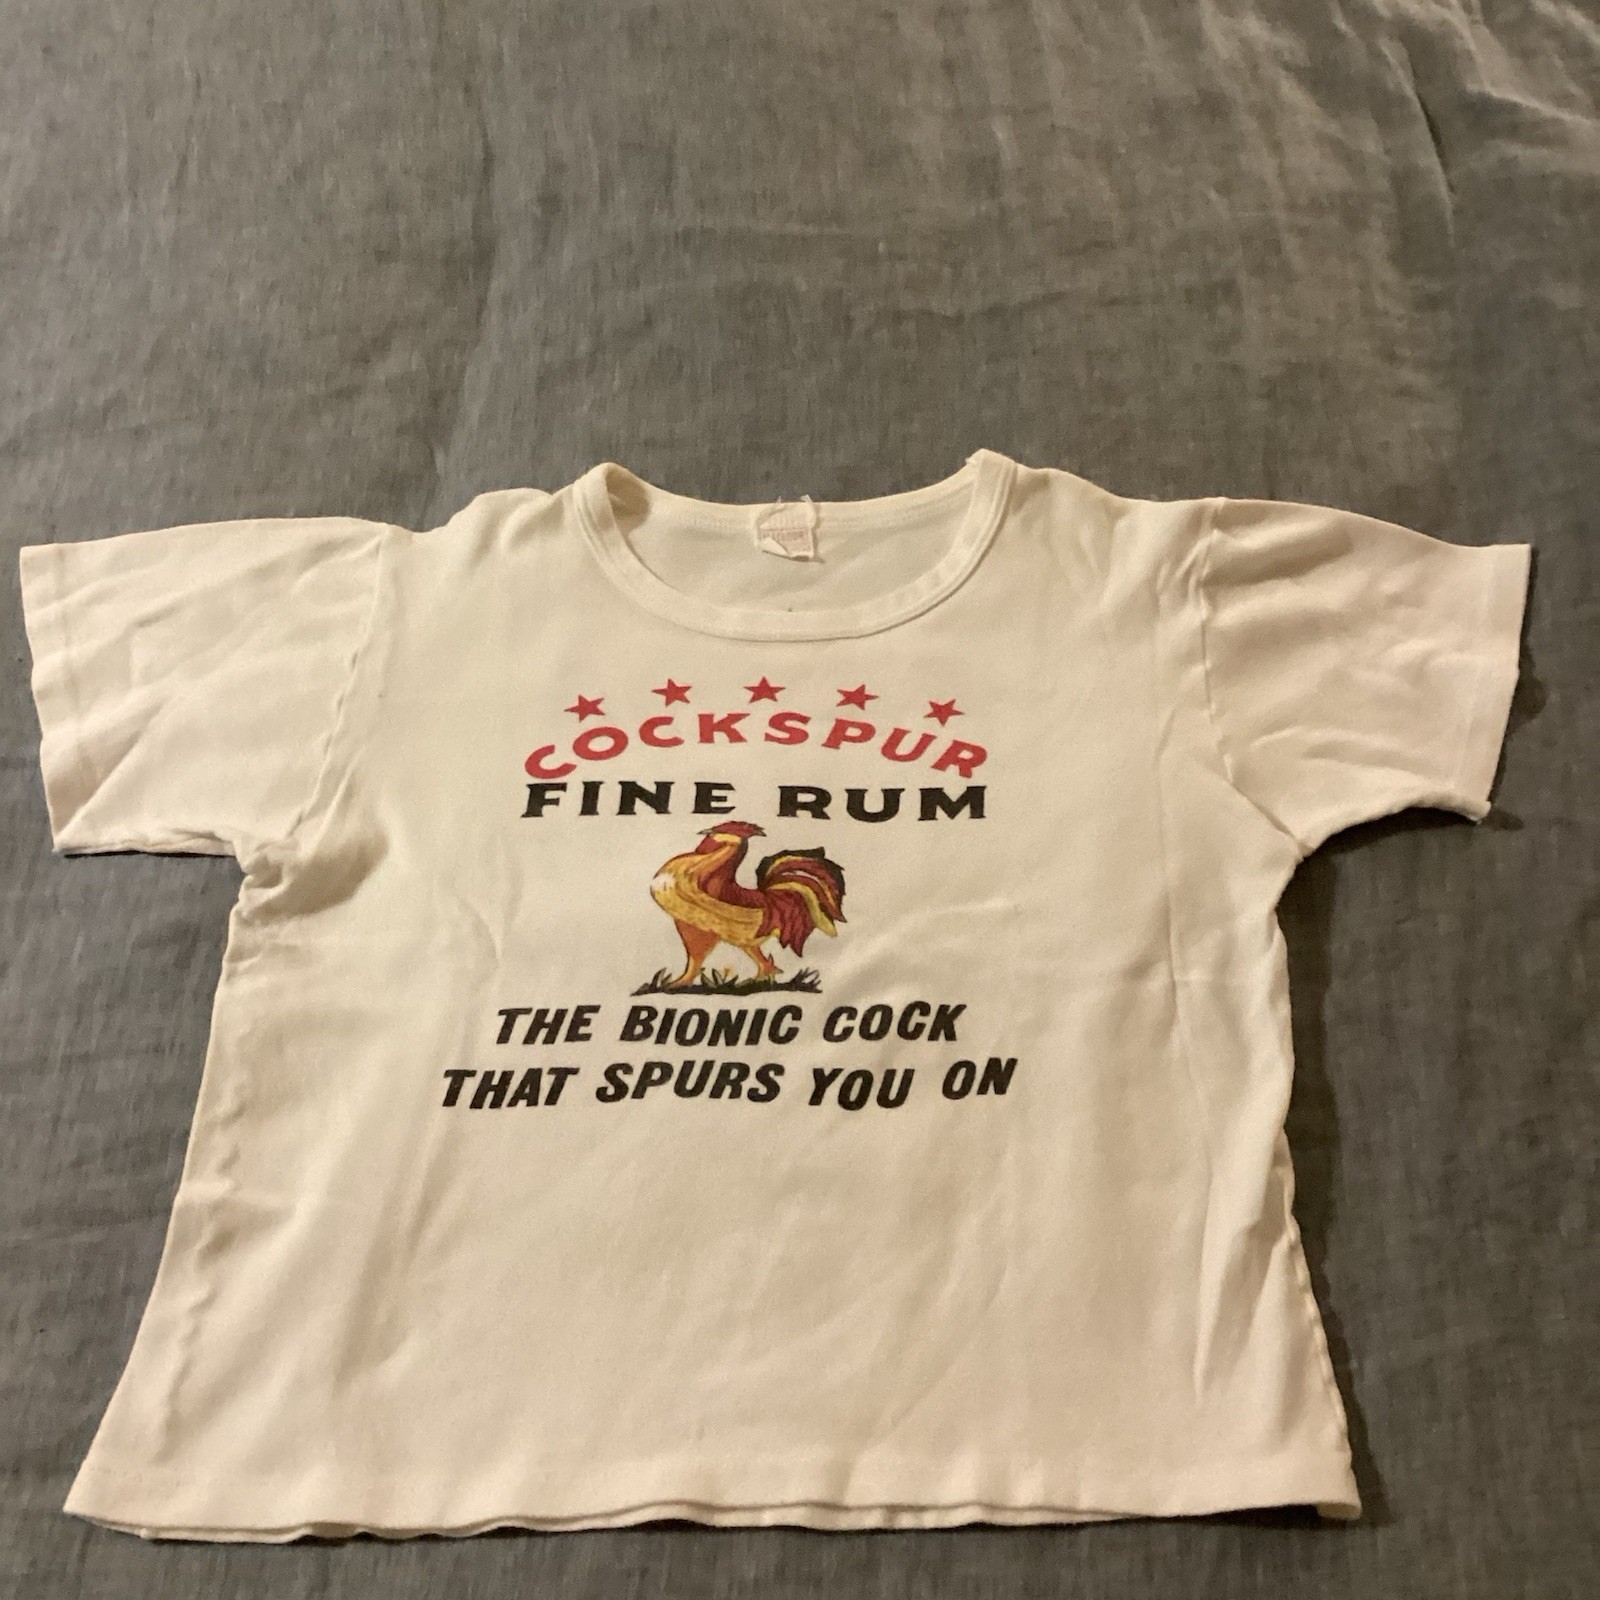 COCKSPUR
FINE RUM
THE BIONIC COCK
THAT SPURS YOU ON